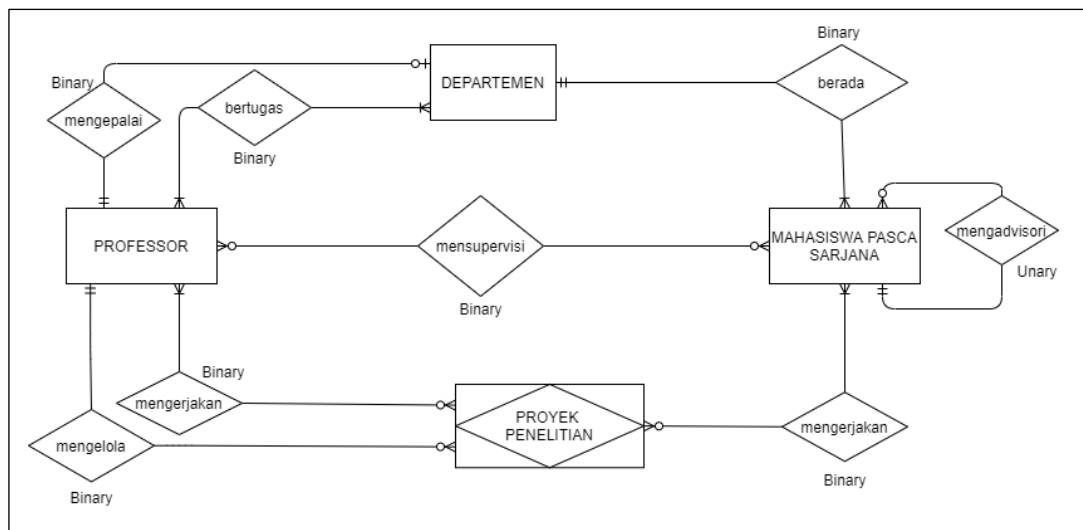 Binary
Binary
DEPARTEMEN
berada
bertugas
mengepalai
Binary
PROFESSOR
mensupervisi
MAHASISWA PASCA
SARJANA
mengadvisori
Unary
Binary
Binary
mengerjakan
PROYEK
PENELITIAN
mengerjakan
mengelola
Binary
Binary